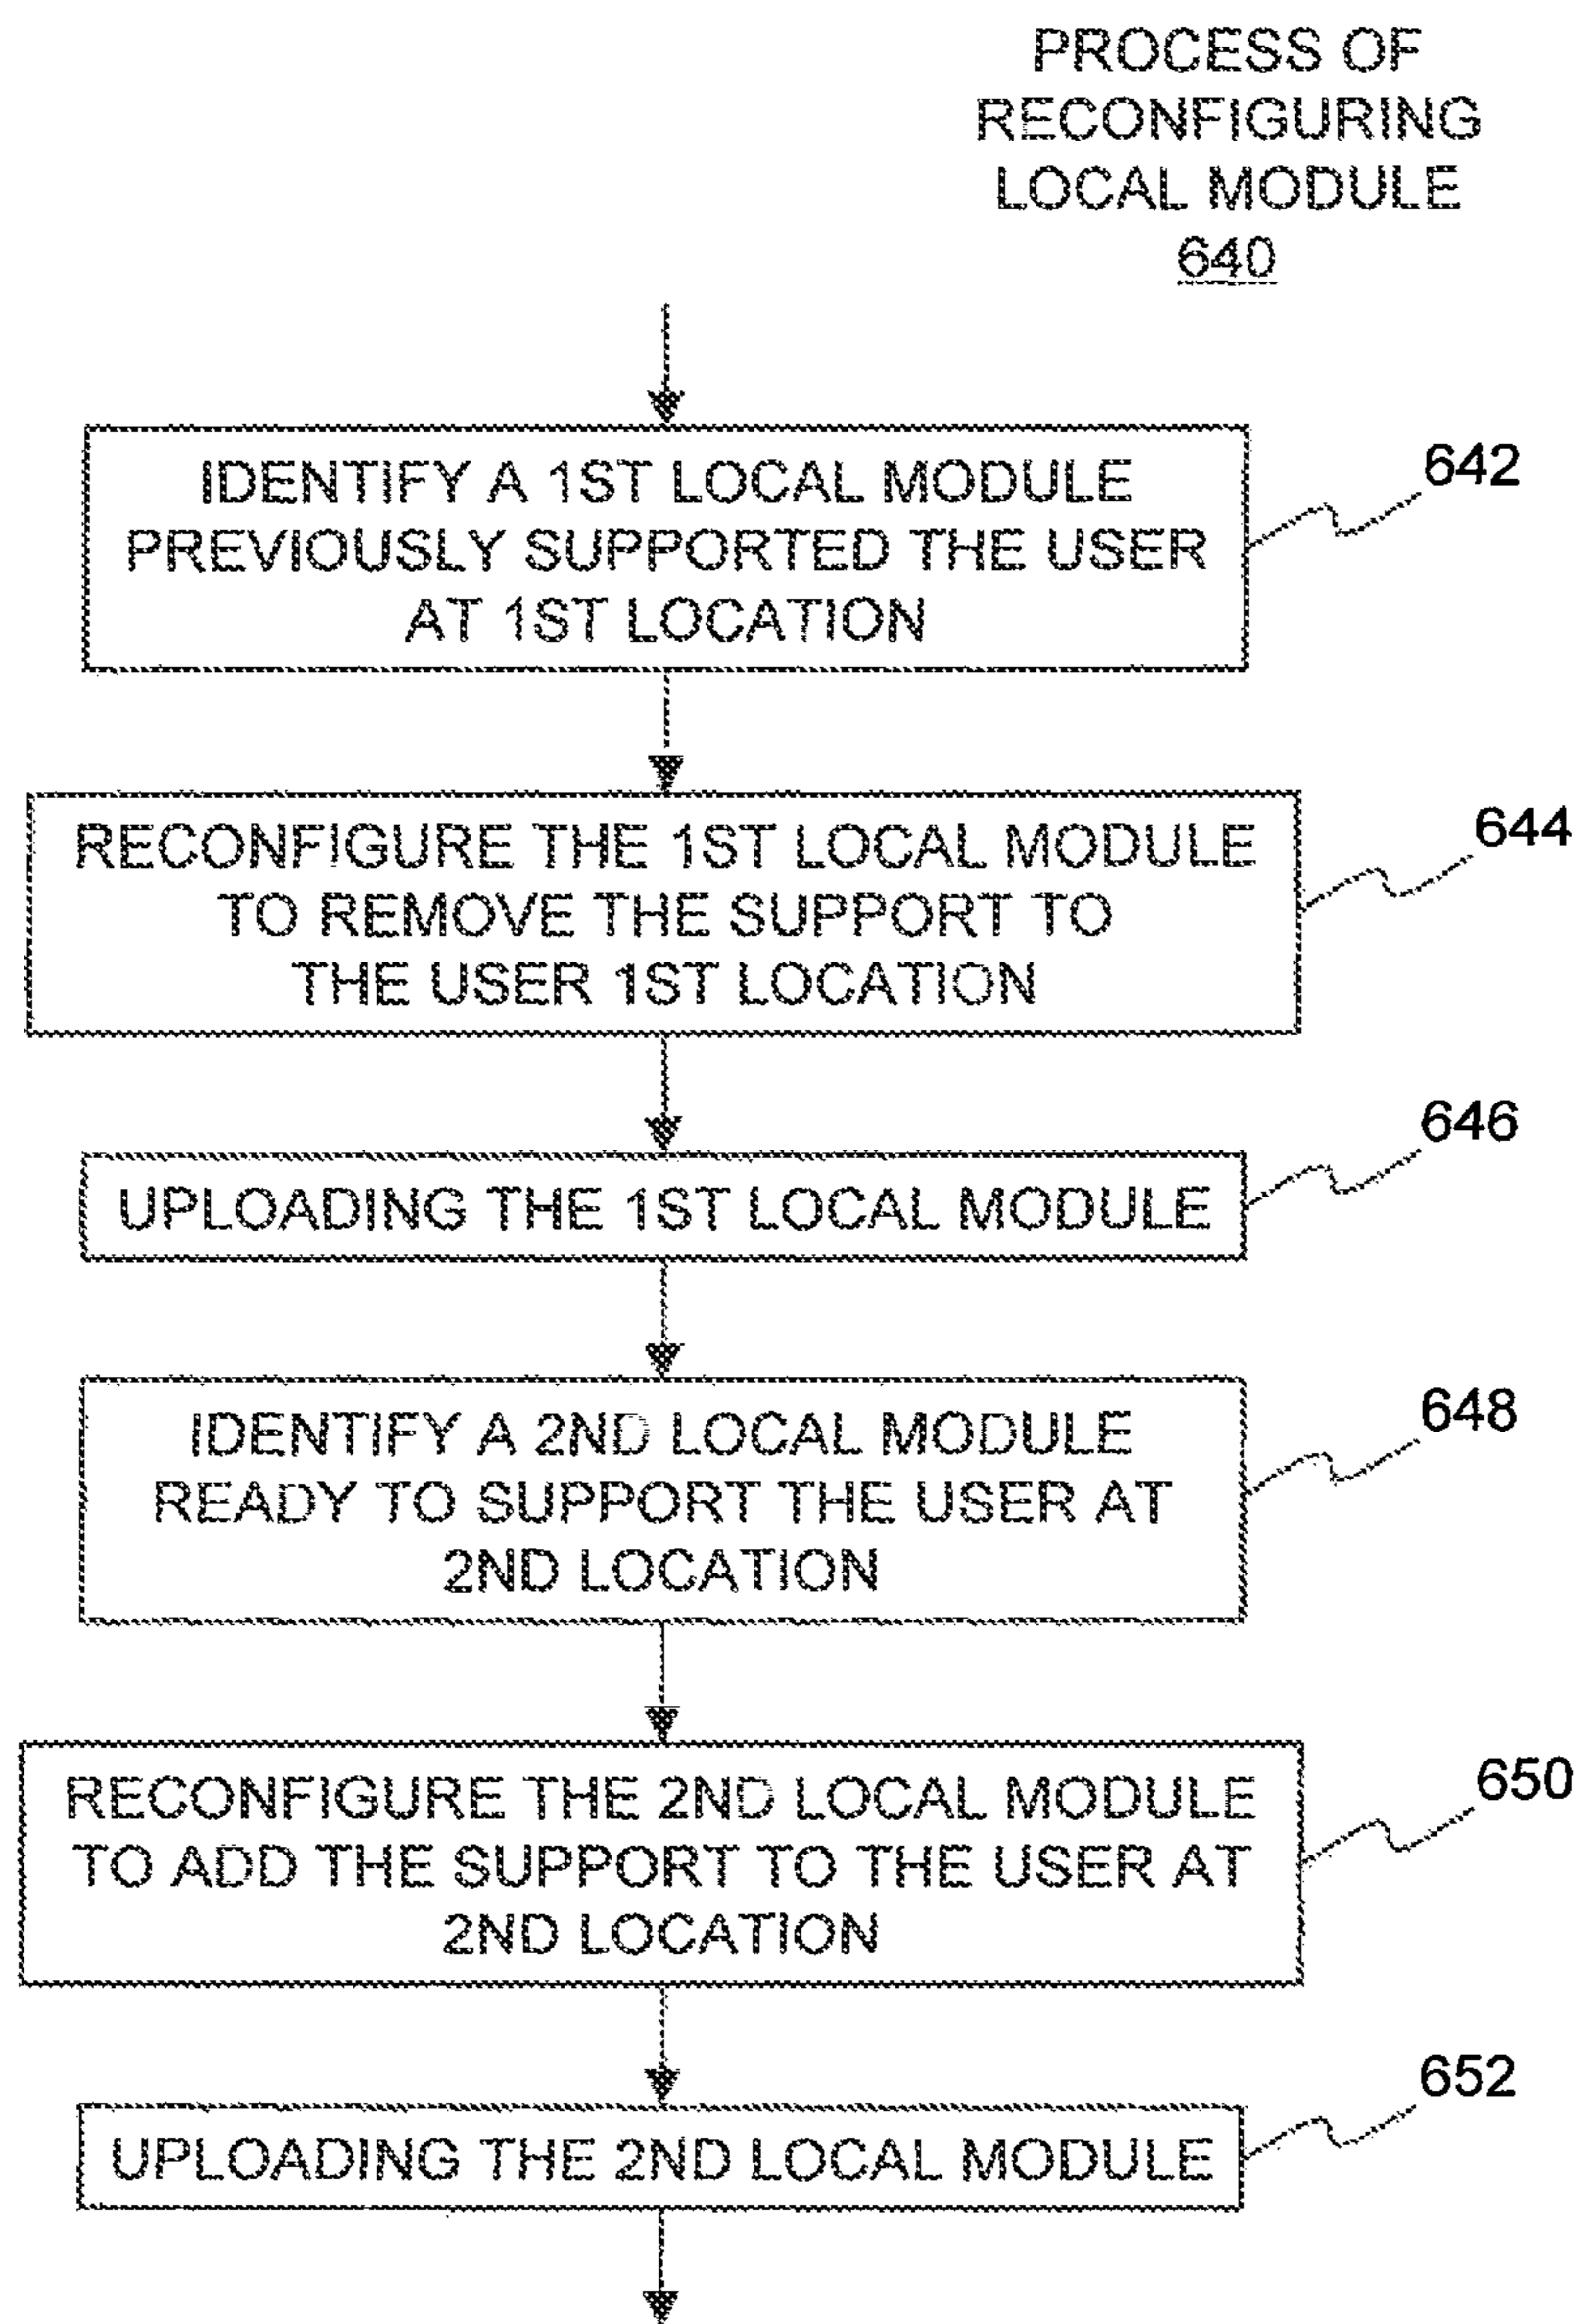 PROCESS OF
RECONFIGURING
LOCAL MODULE
640
IDENTIFY A 1ST LOCAL MODULE
PREVIOUSLY SUPPORTED THE USER
AT 1ST LOCATION
642
RECONFIGURE THE 1ST LOCAL MODULE
TO REMOVE THE SUPPORT TO
THE USER 1ST LOCATION
644
UPLOADING THE 1ST LOCAL MODULE
646
IDENTIFY A 2ND LOCAL MODULE
READY TO SUPPORT THE USER AT
2ND LOCATION
648
RECONFIGURE THE 2ND LOCAL MODULE
TO ADD THE SUPPORT TO THE USER AT
2ND LOCATION
650
UPLOADING THE 2ND LOCAL MODULE
652